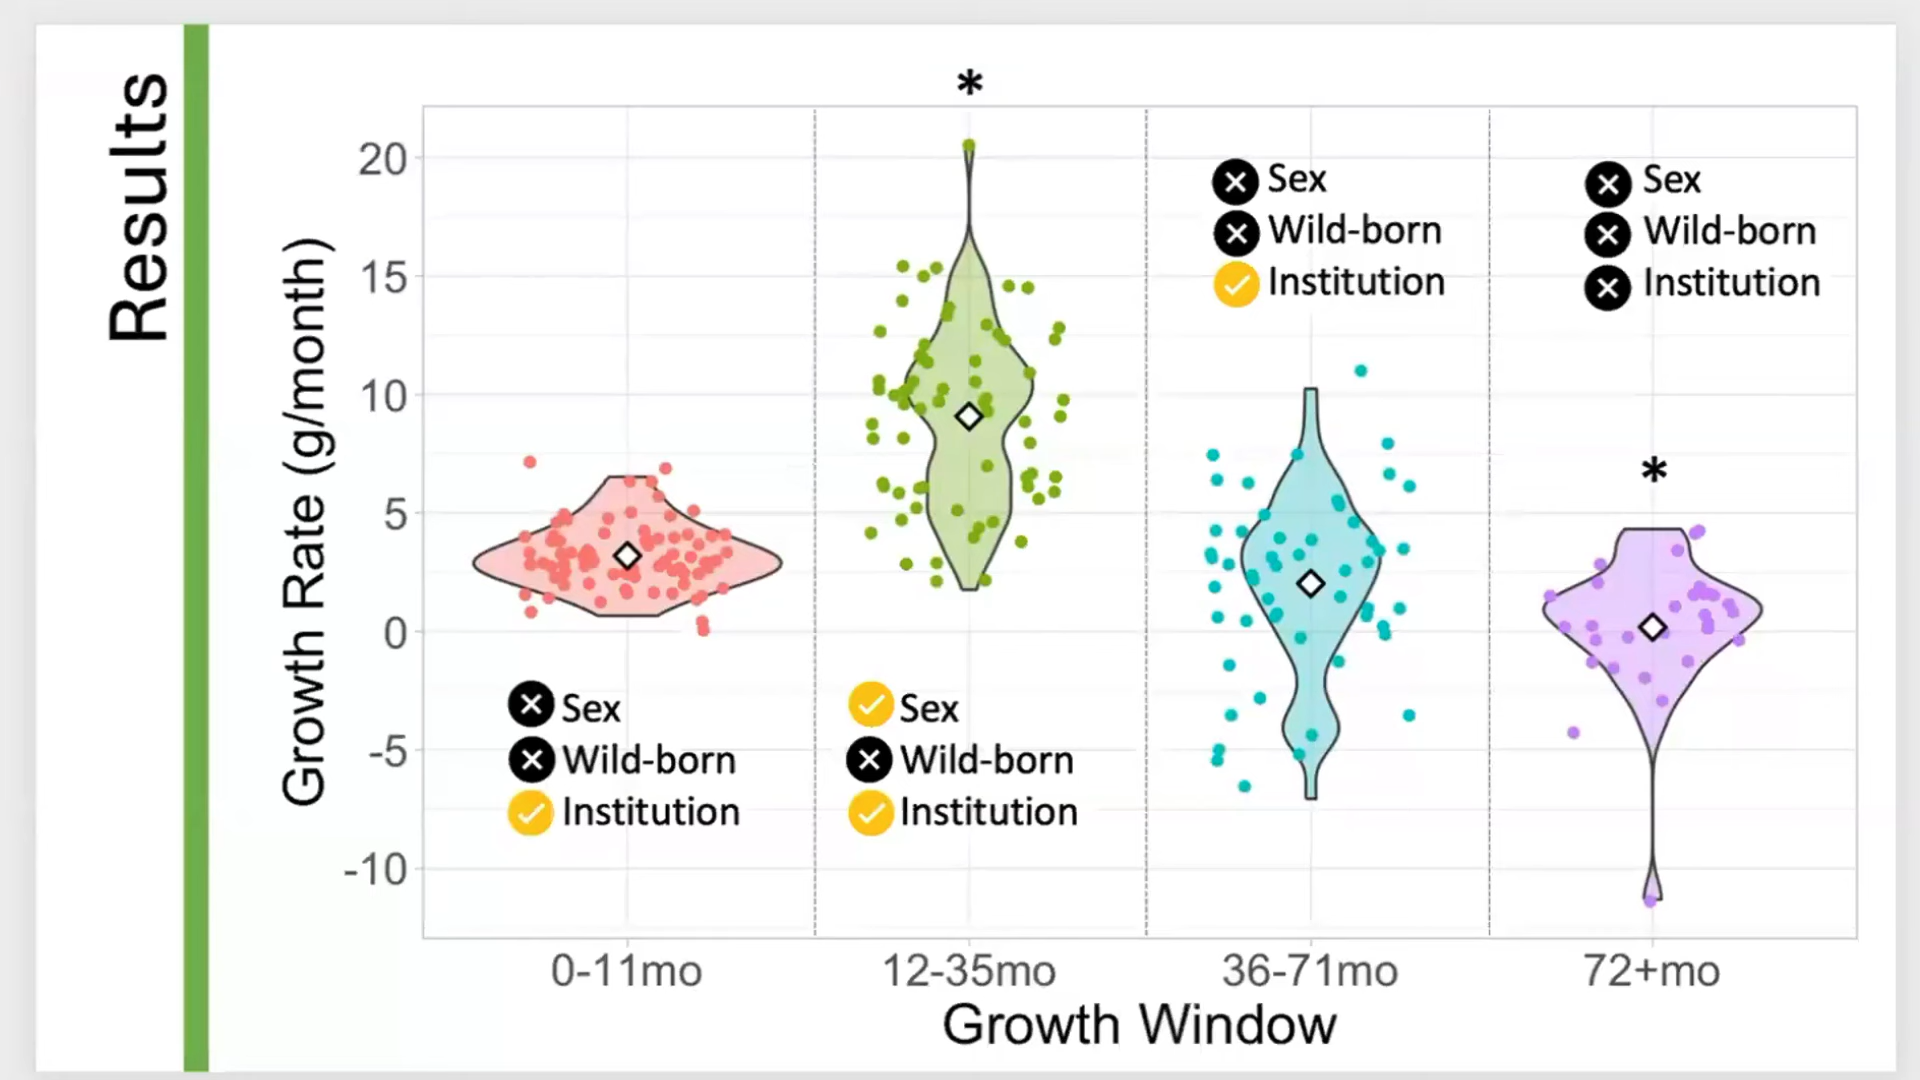 Results
Growth Rate (g/month)
20
15
10
5
0
-5
-10
*
*
Sex
Wild-born
Institution
Sex
Wild-born
Institution
Sex
Wild-born
Institution
Sex
Wild-born
Institution
0-11mo
12-35mo
36-71mo
72+mo
Growth Window